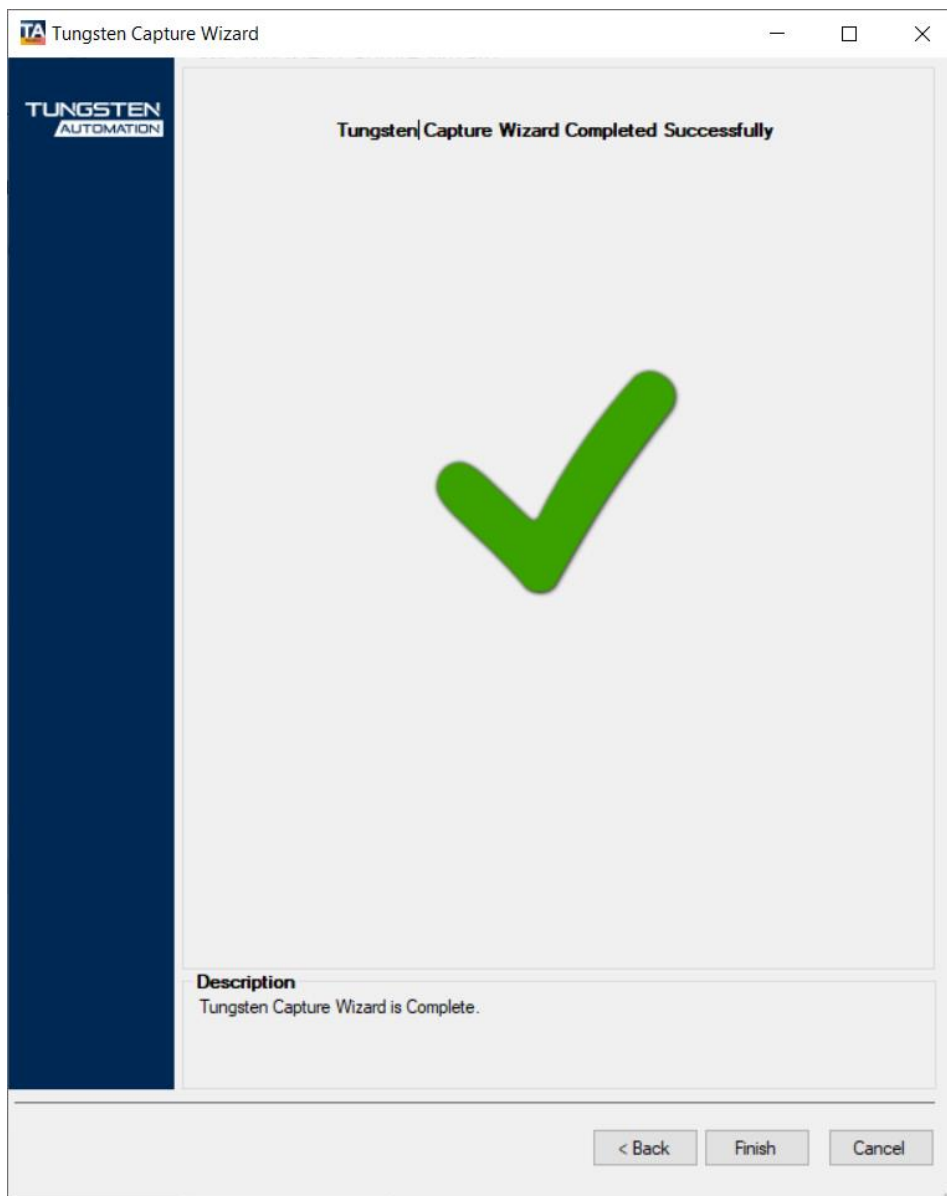 TA
Tungsten Capture Wizard
TUNGSTEN
AUTOMATION
Tungsten Capture Wizard Completed Successfully
Description
Tungsten Capture Wizard is Complete.
< Back
Finish
Cancel